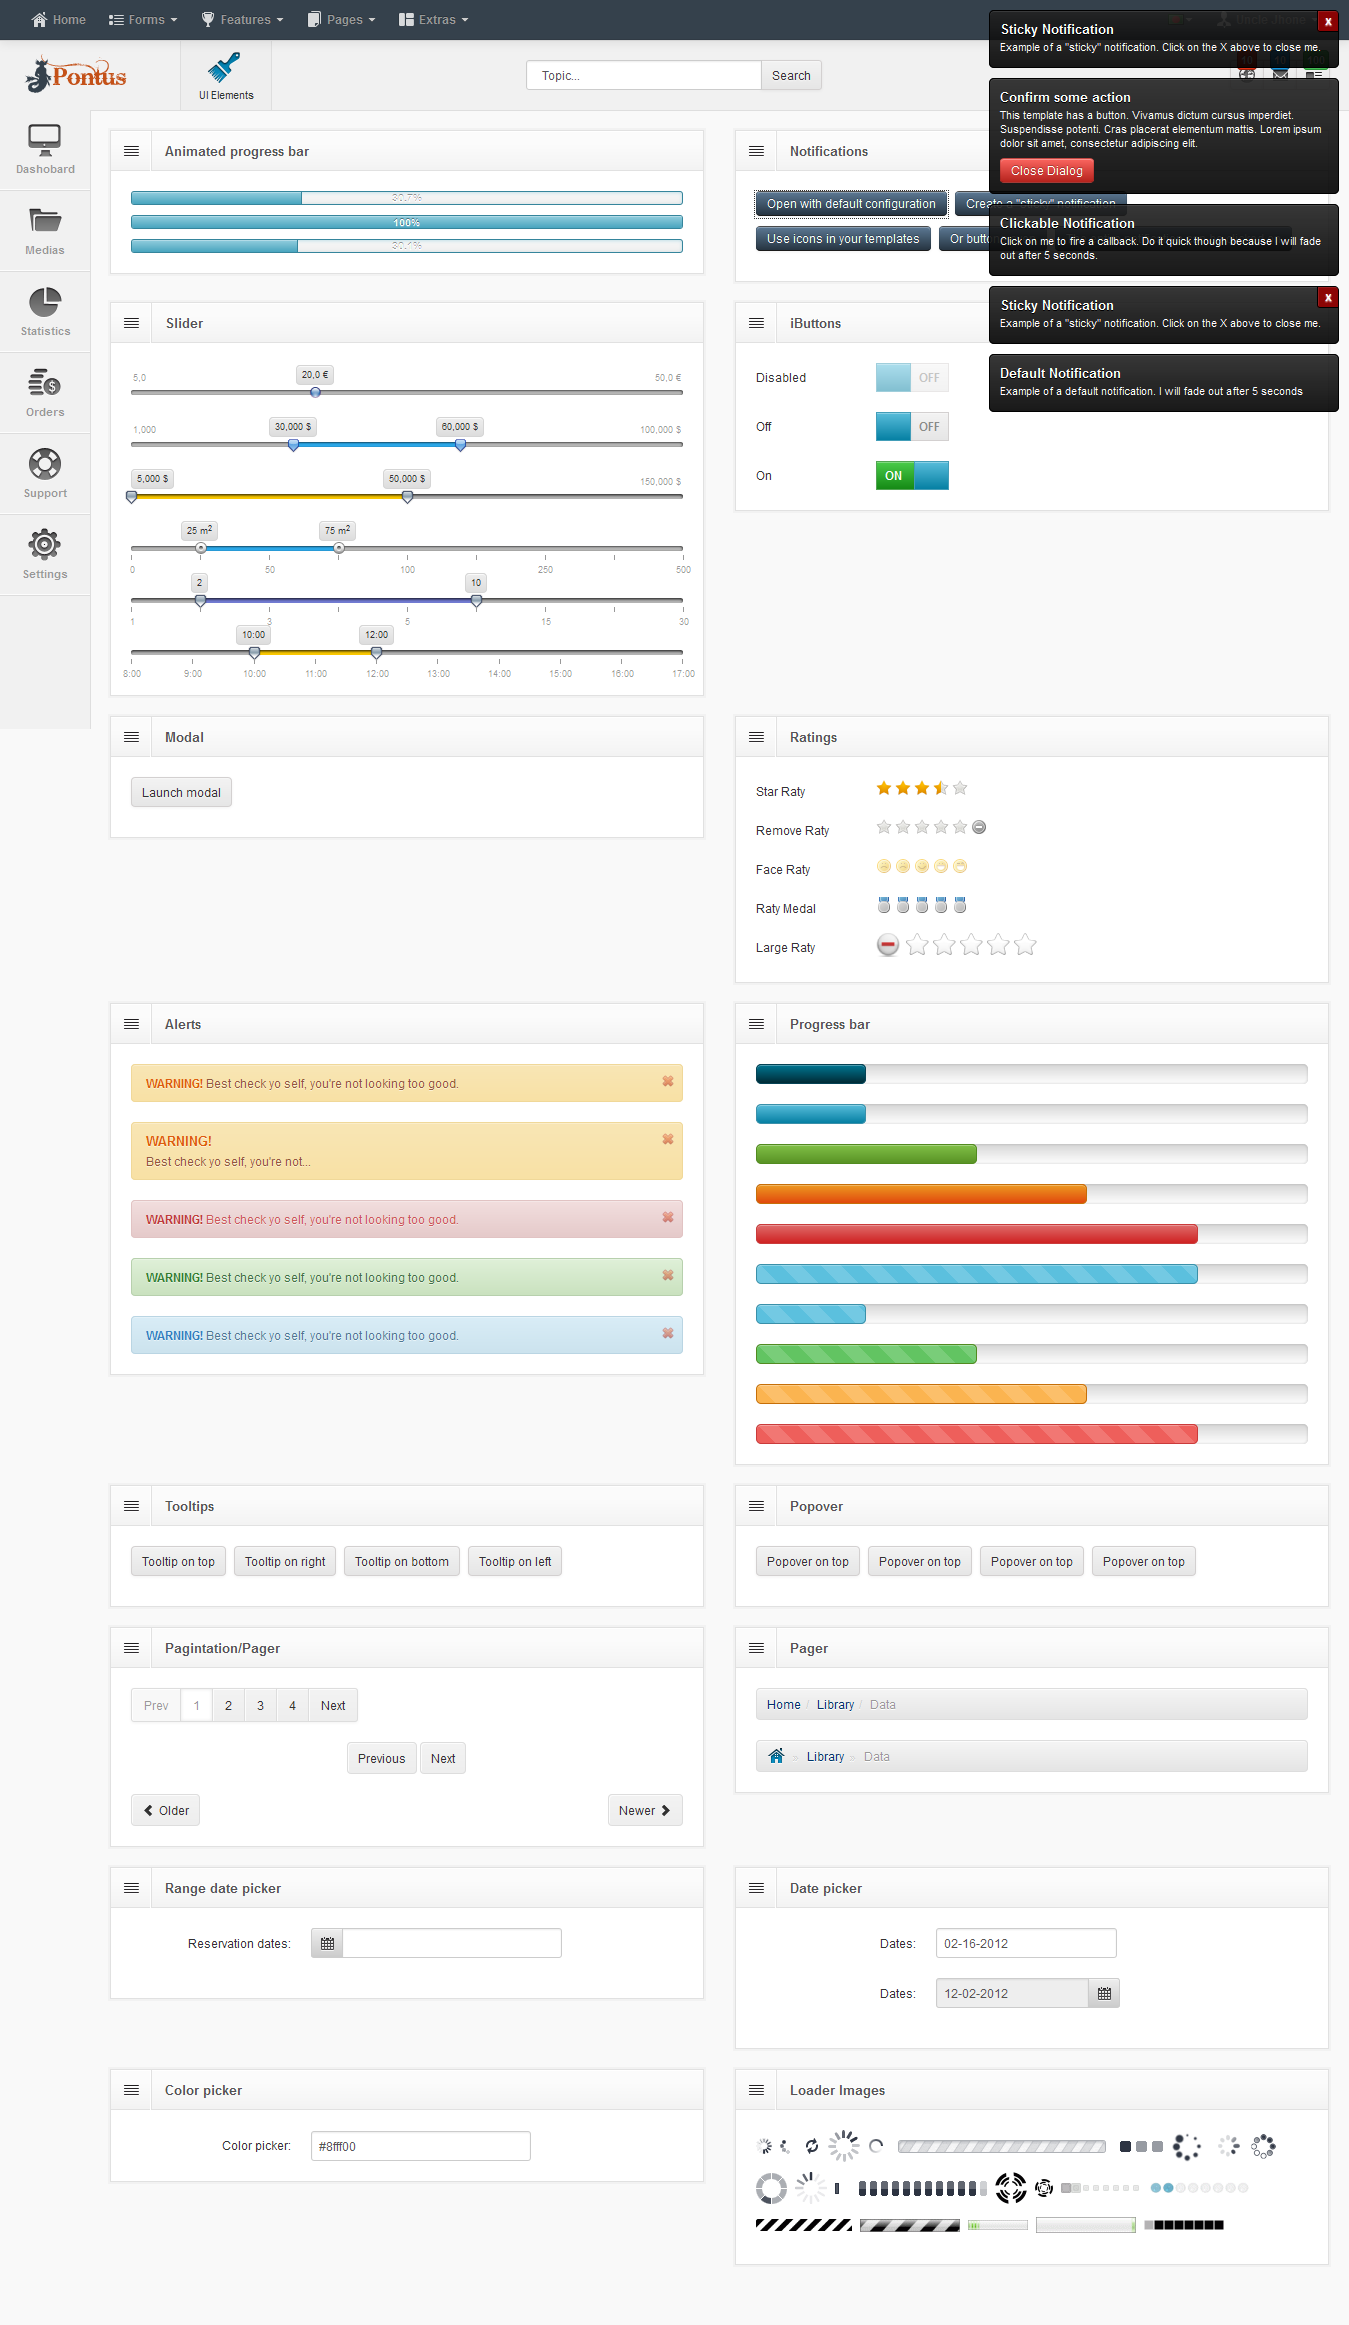 Home Forms Features Pages Extras
Pontus
UI Elements
Topic... Search
Sticky Notification x
Example of a "sticky" notification. Click on the X above to close me.
Confirm some action
This template has a button. Vivamus dictum cursus imperdiet.
Suspendisse potenti. Cras placerat elementum mattis. Lorem ipsum
dolor sit amet, consectetur adipiscing elit.
Close Dialog
Clickable Notification
Click on me to fire a callback. Do it quick though because I will fade
out after 5 seconds.
Sticky Notification x
Example of a "sticky" notification. Click on the X above to close me.
Default Notification
Example of a default notification. I will fade out after 5 seconds
Dashobard
Medias
Statistics
Orders
Support
Settings
Animated progress bar
30.7%
100%
30.1%
Notifications
Open with default configuration Create a "sticky" notification
Use icons in your templates Or
Slider
5,0 20,0 € 50,0 €
1,000 30,000 $ 60,000 $ 100,000 $
5,000 $ 50,000 $ 150,000 $
25 m² 75 m²
0 50 100 250 500
2 10
1 3 5 15 30
10:00 12:00
8:00 9:00 10:00 11:00 12:00 13:00 14:00 15:00 16:00 17:00
iButtons
Disabled OFF
Off OFF
On ON
Modal
Launch modal
Ratings
Star Raty
Remove Raty
Face Raty
Raty Medal
Large Raty
Alerts
WARNING! Best check yo self, you're not looking too good.
WARNING!
Best check yo self, you're not...
WARNING! Best check yo self, you're not looking too good.
WARNING! Best check yo self, you're not looking too good.
WARNING! Best check yo self, you're not looking too good.
Progress bar
Tooltips
Tooltip on top Tooltip on right Tooltip on bottom Tooltip on left
Popover
Popover on top Popover on top Popover on top Popover on top
Pagintation/Pager
Prev 1 2 3 4 Next
Previous Next
Older Newer
Pager
Home / Library / Data
» Library » Data
Range date picker
Reservation dates:
Date picker
Dates: 02-16-2012
Dates: 12-02-2012
Color picker
Color picker: #8fff00
Loader Images